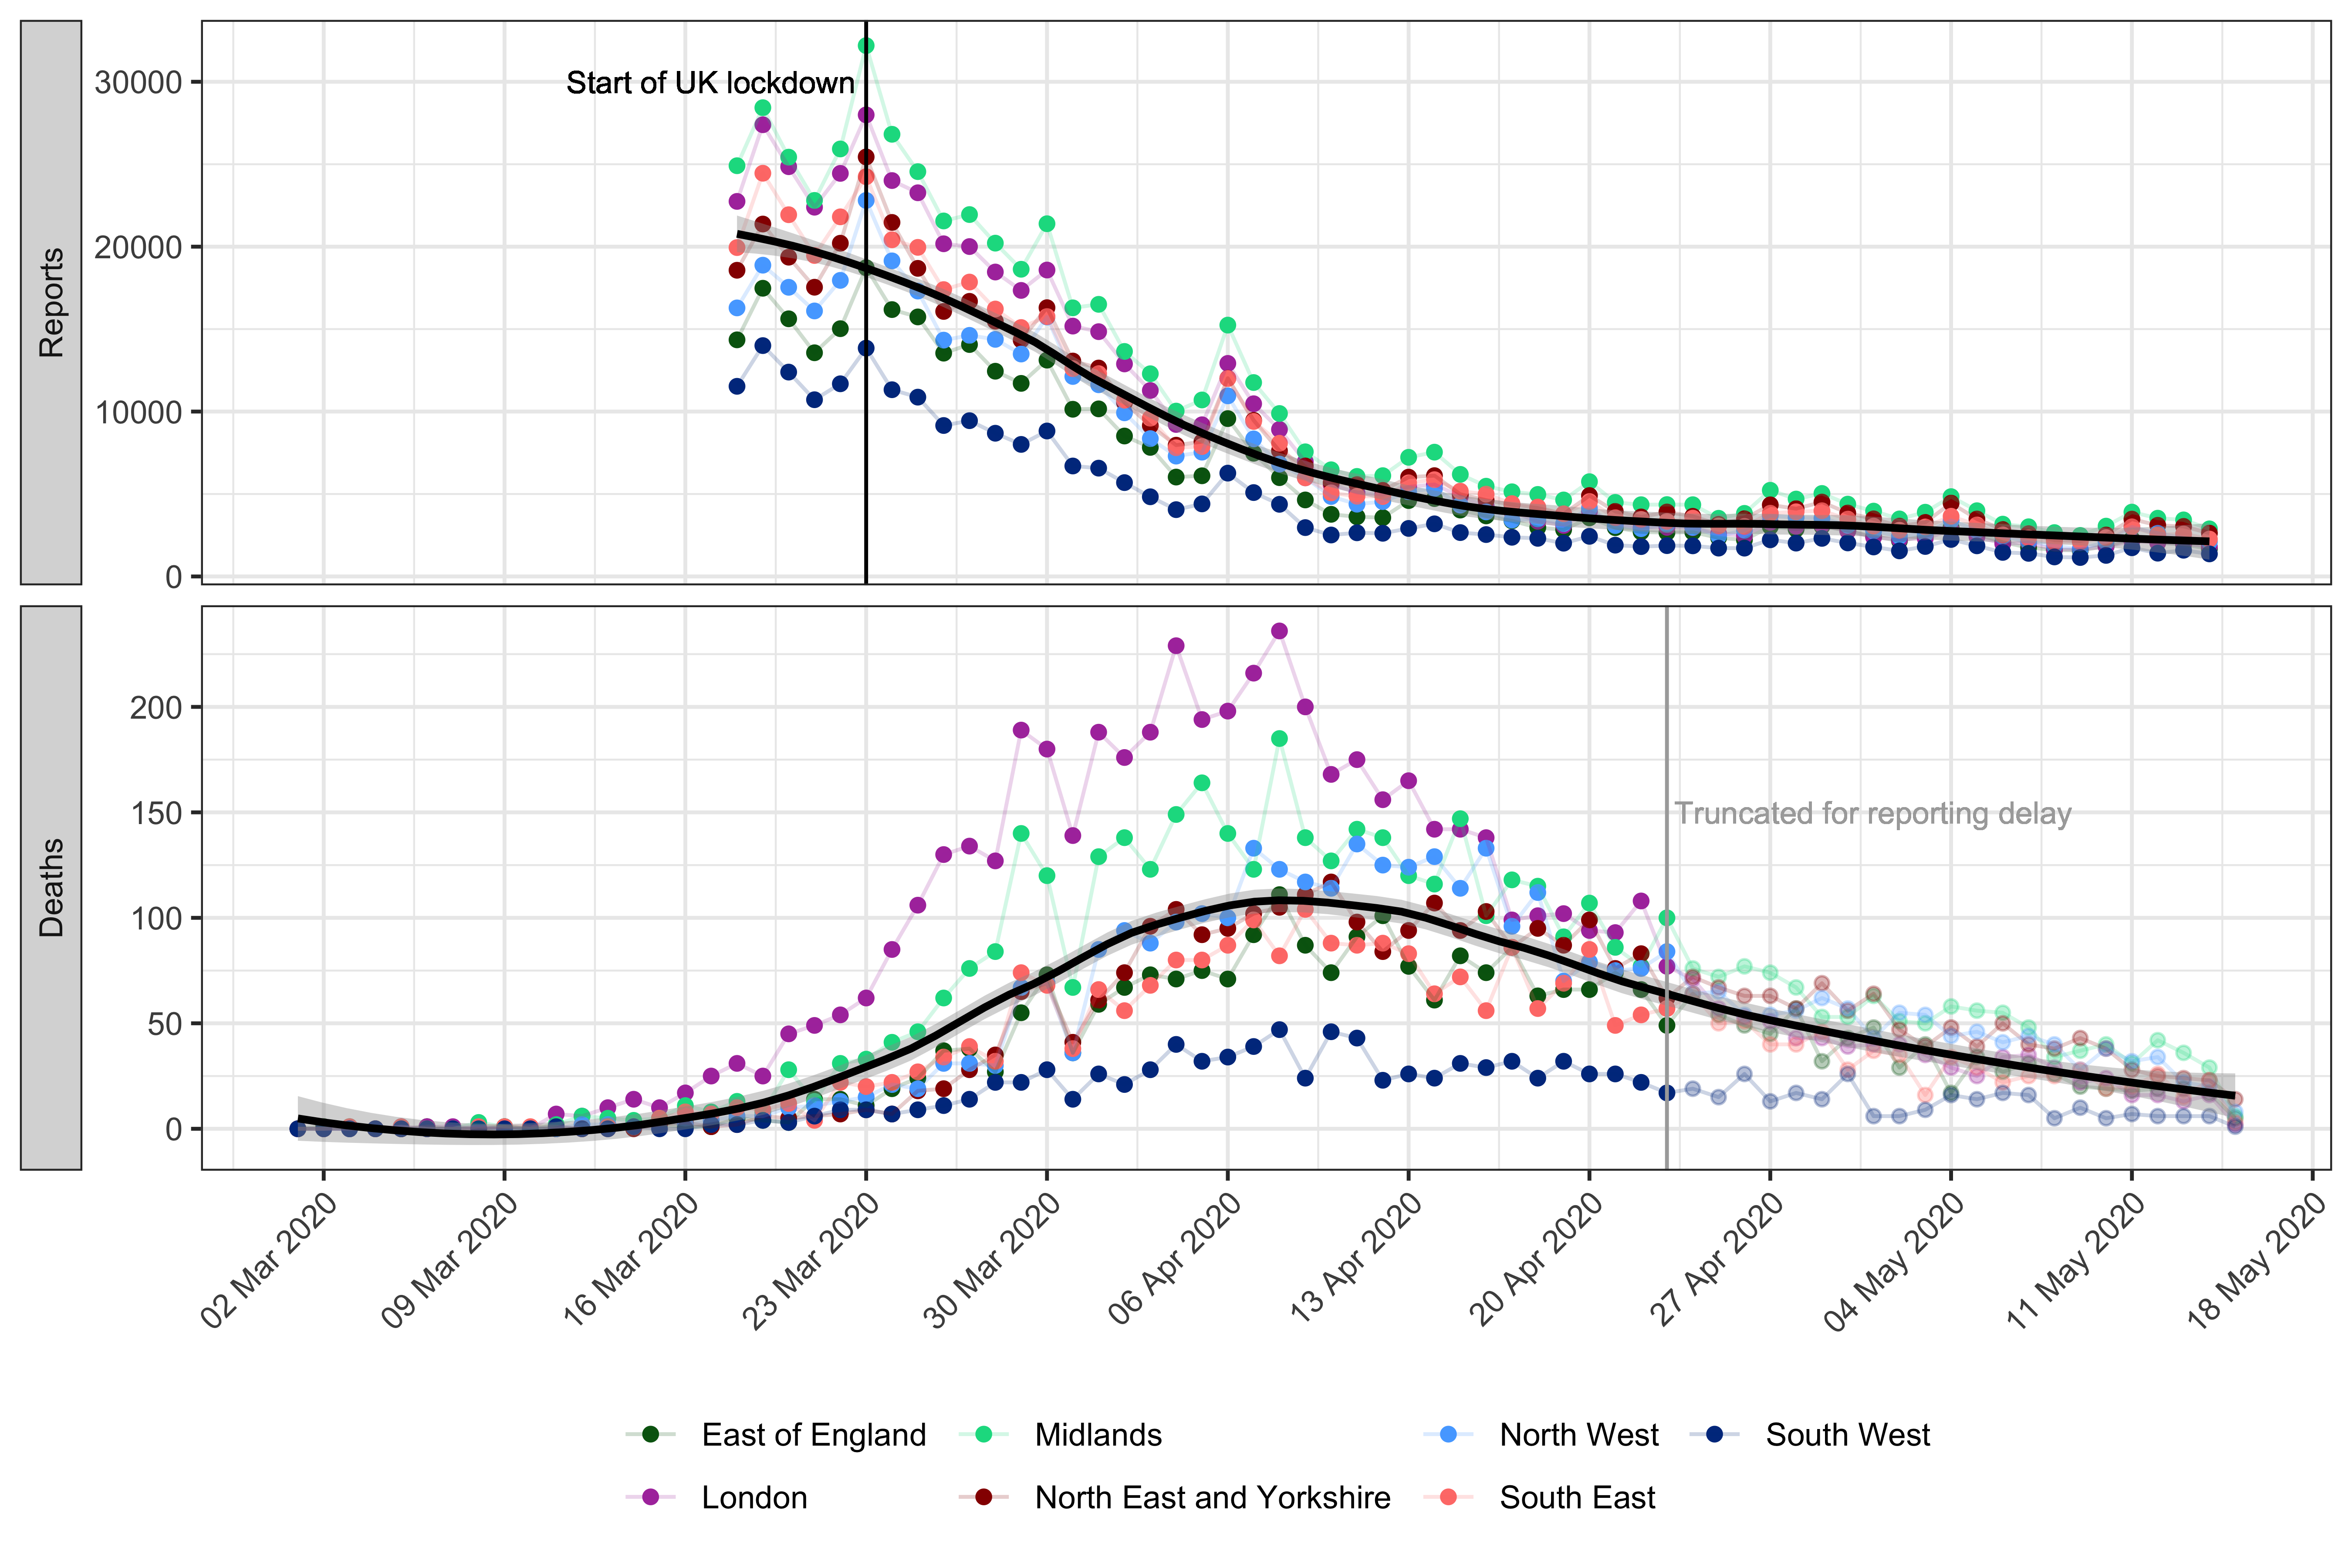 Reports
30000
20000
10000
0
Start of UK lockdown
Deaths
200
150
100
50
0
Truncated for reporting delay
02 Mar 2020
09 Mar 2020
16 Mar 2020
23 Mar 2020
30 Mar 2020
06 Apr 2020
13 Apr 2020
20 Apr 2020
27 Apr 2020
04 May 2020
11 May 2020
18 May 2020
East of England
Midlands
North West
South West
London
North East and Yorkshire
South East